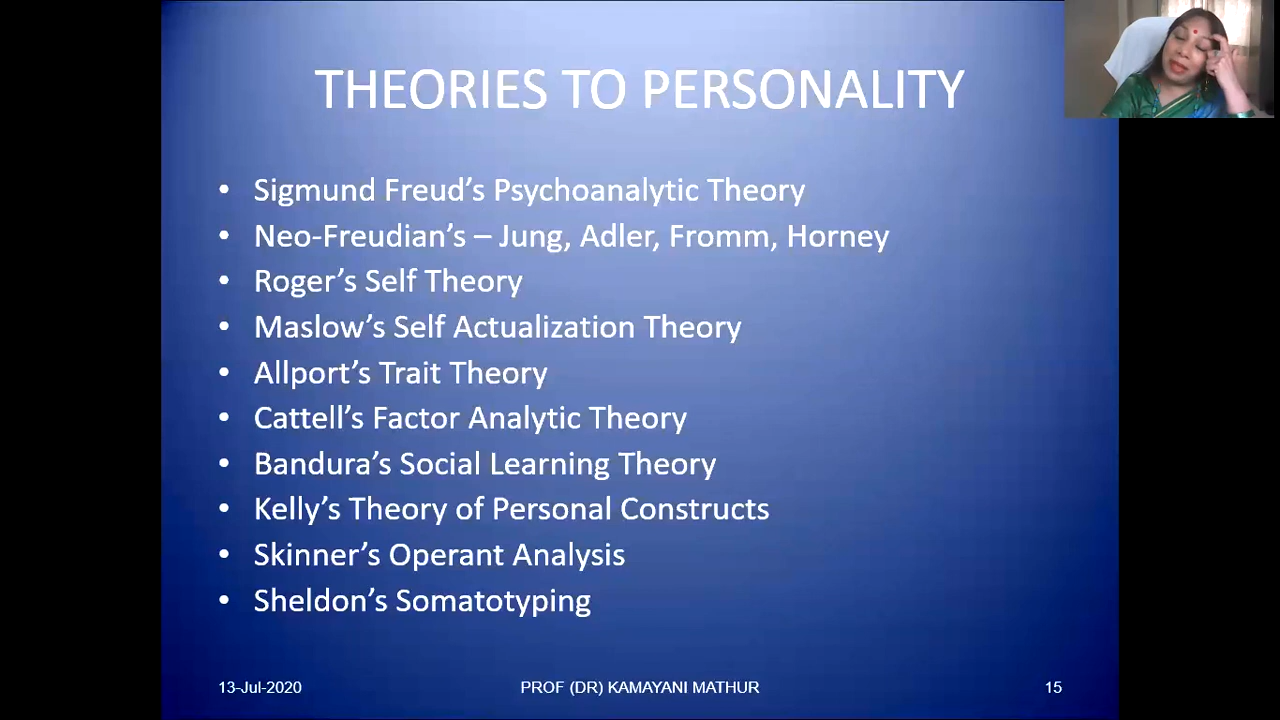 THEORIES TO PERSONALITY
• Sigmund Freud’s Psychoanalytic Theory
• Neo-Freudian’s – Jung, Adler, Fromm, Horney
• Roger’s Self Theory
• Maslow’s Self Actualization Theory
• Allport’s Trait Theory
• Cattell’s Factor Analytic Theory
• Bandura’s Social Learning Theory
• Kelly’s Theory of Personal Constructs
• Skinner’s Operant Analysis
• Sheldon’s Somatotyping
13-Jul-2020 PROF (DR) KAMAYANI MATHUR 15